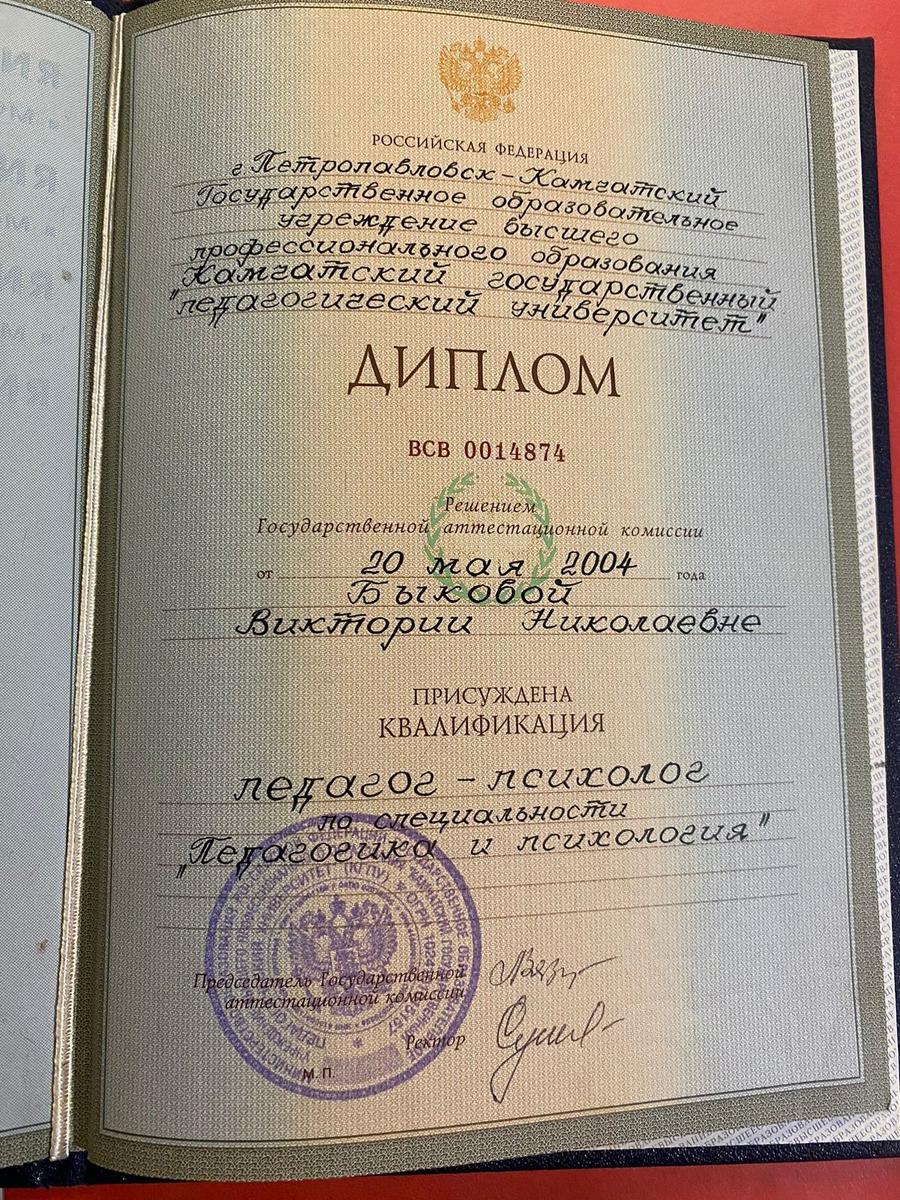 РОССИЙСКАЯ ФЕДЕРАЦИЯ
г. Петропавловск-Камчатский
Государственное образовательное
учреждение высшего
профессионального образования
Камчатский государственный
"педагогический университет"
ДИПЛОМ
ВСВ 0014874
Решением
Государственной аттестационной комиссии
от 20 мая 2004 года
Быковой
Виктории Николаевне
ПРИСУЖДЕНА
КВАЛИФИКАЦИЯ
педагог - психолог
по специальности
"Педагогика и психология"
Председатель Государственной
аттестационной комиссии
Ректор
М. П.